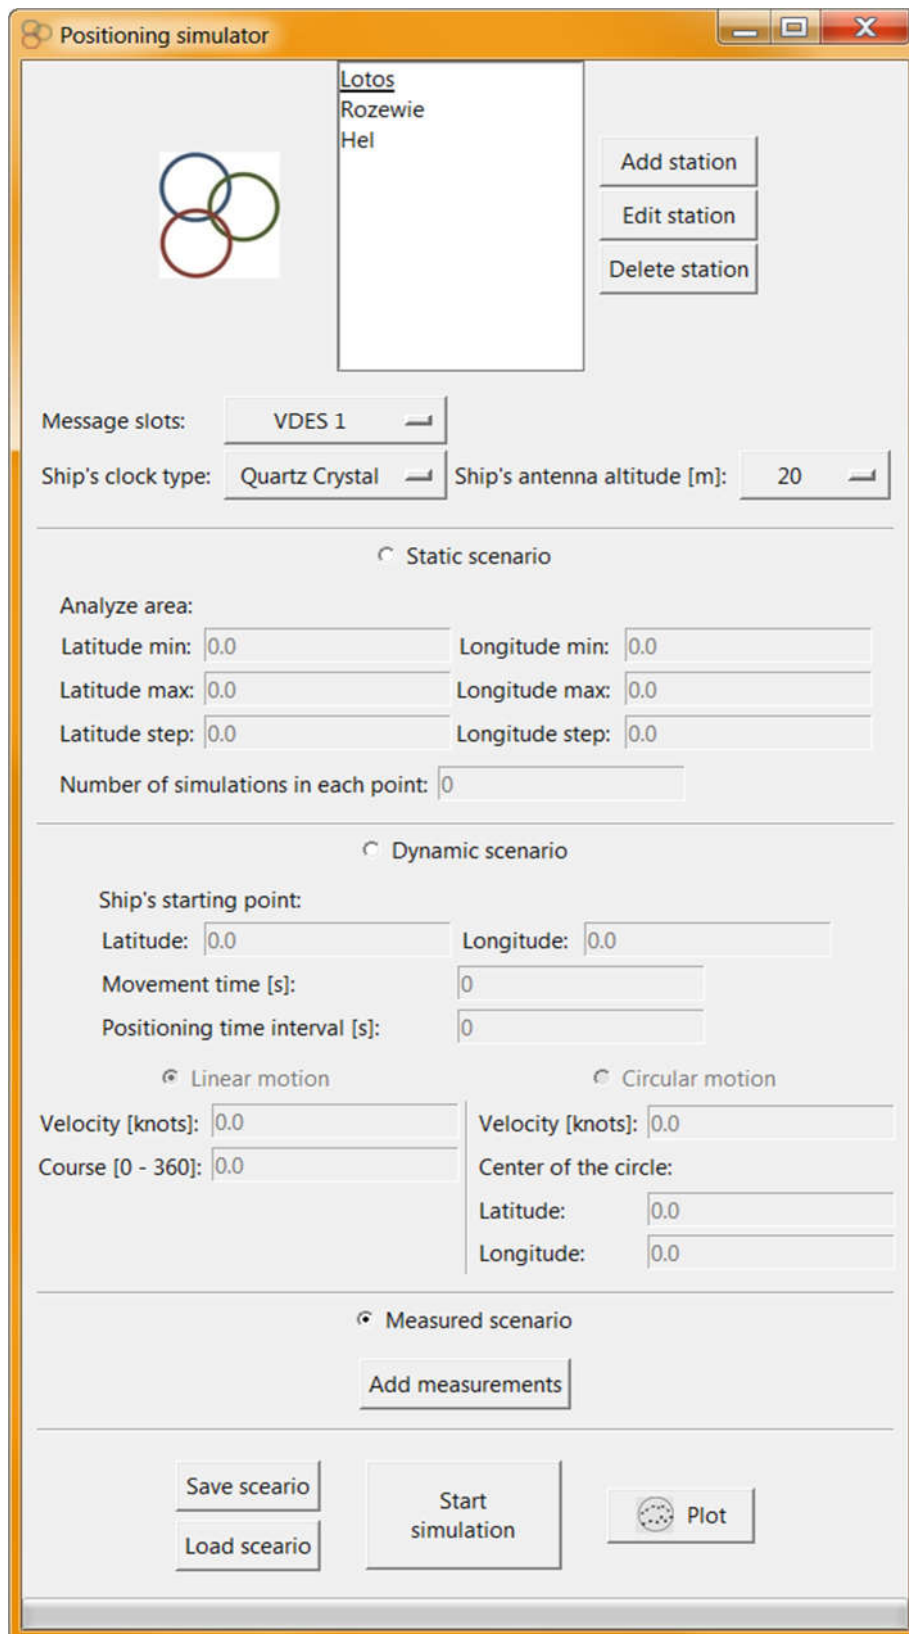 Positioning simulator
Lotos
Rozewie
Hel
Add station
Edit station
Delete station
Message slots: VDES 1
Ship's clock type: Quartz Crystal Ship's antenna altitude [m]: 20
Static scenario
Analyze area:
Latitude min: 0.0 Longitude min: 0.0
Latitude max: 0.0 Longitude max: 0.0
Latitude step: 0.0 Longitude step: 0.0
Number of simulations in each point: 0
Dynamic scenario
Ship's starting point:
Latitude: 0.0 Longitude: 0.0
Movement time [s]: 0
Positioning time interval [s]: 0
Linear motion Circular motion
Velocity [knots]: 0.0 Velocity [knots]: 0.0
Course [0 - 360]: 0.0 Center of the circle:
Latitude: 0.0
Longitude: 0.0
Measured scenario
Add measurements
Save sceario
Load sceario
Start
simulation
Plot